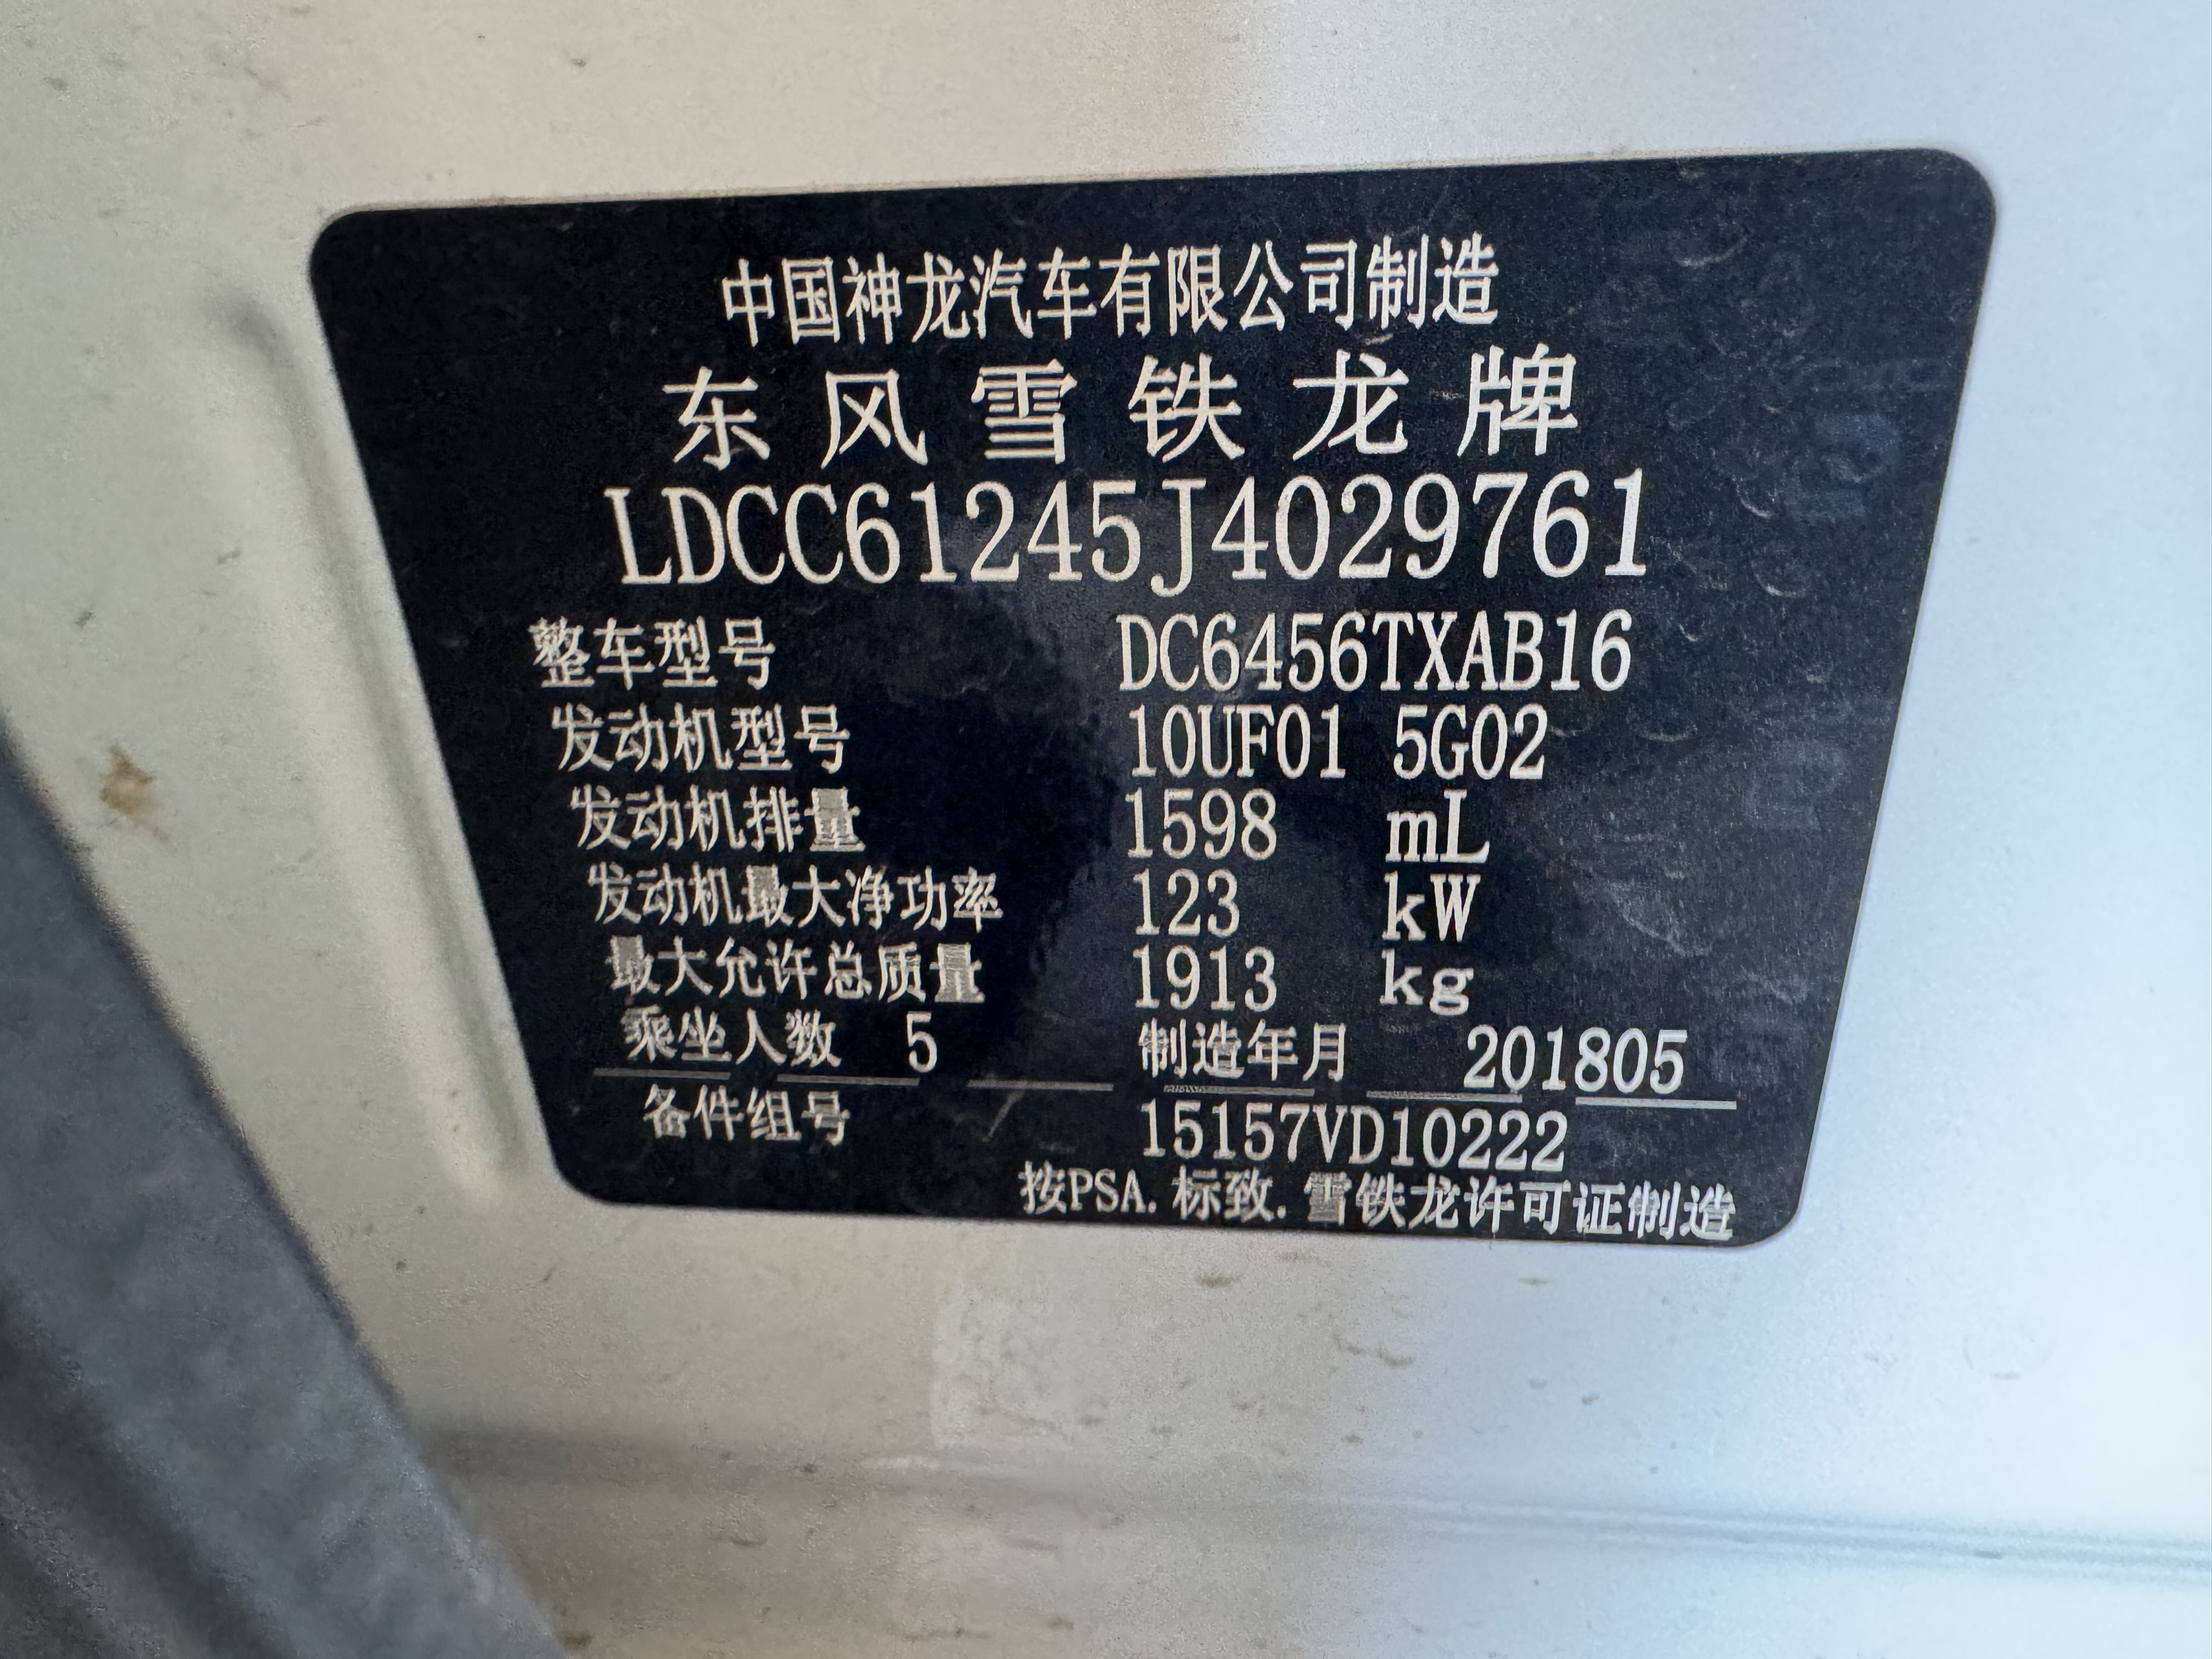 中国神龙汽车有限公司制造
东风雪铁龙牌
LDCC61245J4029761
整车型号 DC6456TXAB16
发动机型号 10UF01 5G02
发动机排量 1598 mL
发动机最大净功率 123 kW
最大允许总质量 1913 kg
乘坐人数 5 制造年月 201805
备件组号 15157VD10222
按PSA.标致.雪铁龙许可证制造